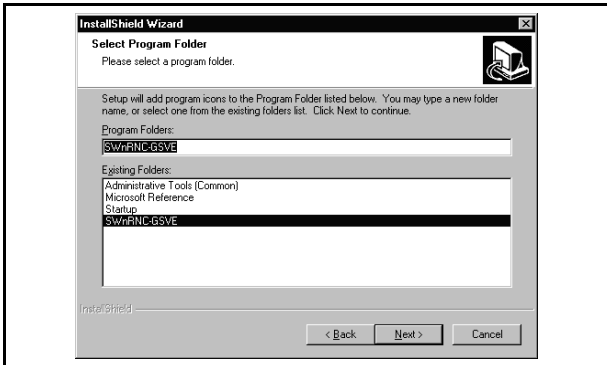 InstallShield Wizard
Select Program Folder
Please select a program folder.
Setup will add program icons to the Program Folder listed below. You may type a new folder
name, or select one from the existing folders list. Click Next to continue.
Program Folders:
SWnRNC-GSVE
Existing Folders:
Administrative Tools (Common)
Microsoft Reference
Startup
SWnRNC-GSVE
InstallShield
< Back Next > Cancel